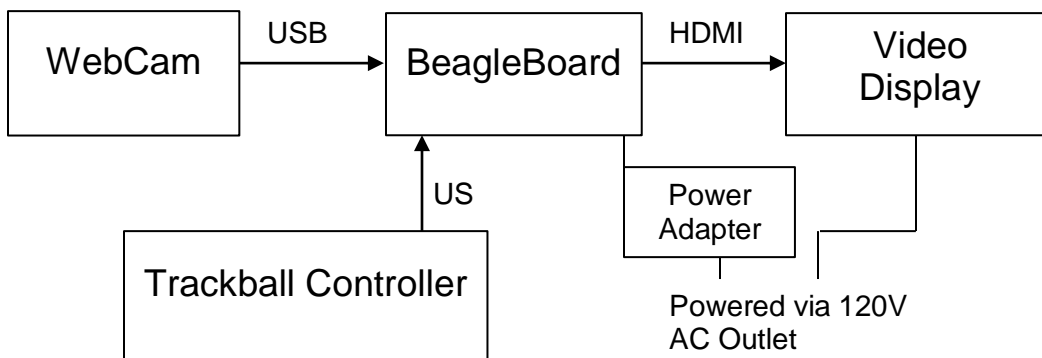 WebCam
USB
BeagleBoard
HDMI
Video
Display
US
Power
Adapter
Trackball Controller
Powered via 120V
AC Outlet